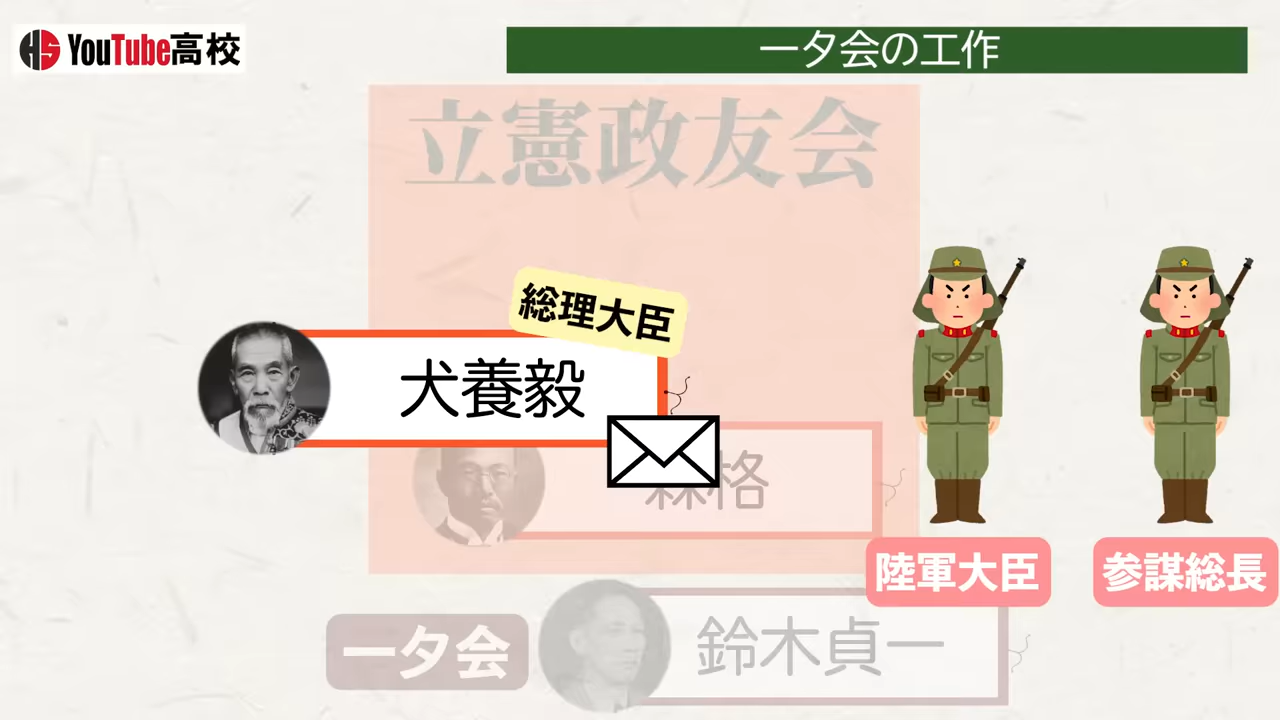 YouTube高校
一夕会の工作
立憲政友会
総理大臣
犬養毅
森格
陸軍大臣
参謀総長
一夕会
鈴木貞一